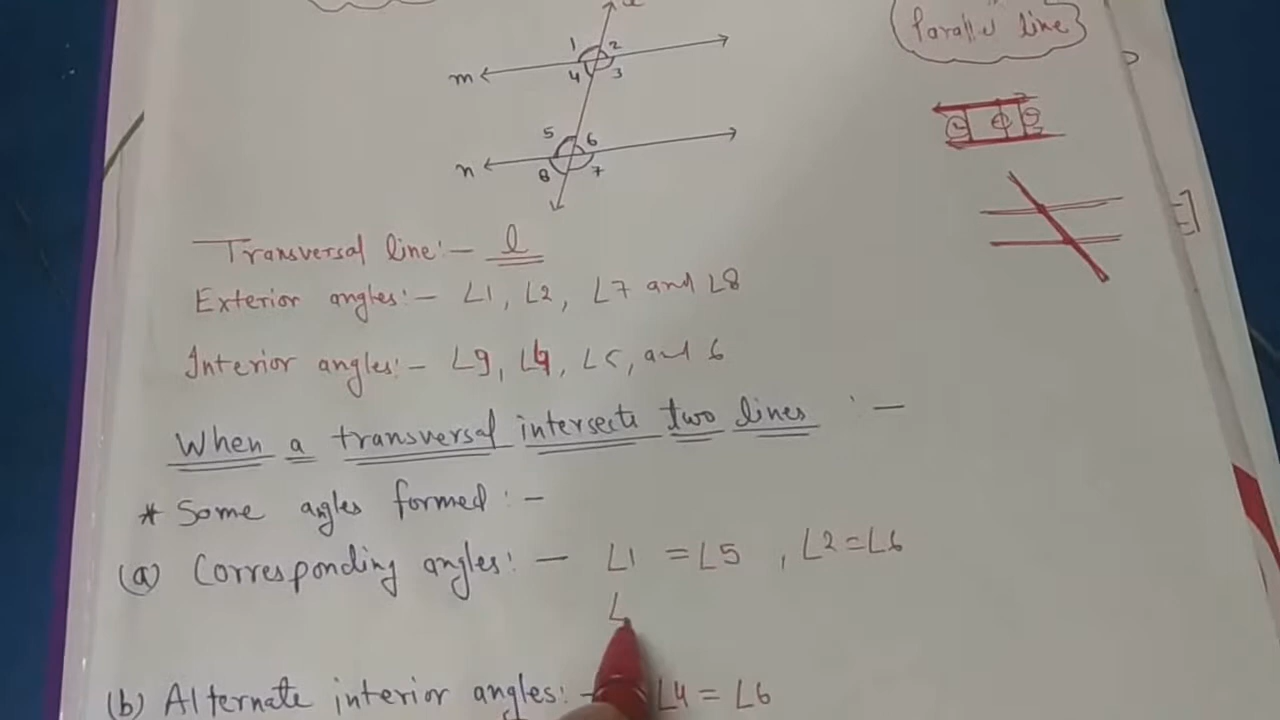 Parallel line
1 2
m 4 3
5 6
n 8 7
Transversal line:- l
Exterior angles:- ∠1, ∠2, ∠7 and ∠8
Interior angles:- ∠3, ∠4, ∠5, and 6
When a transversal intersects two lines :-
* Some angles formed:-
(a) Corresponding angles:- ∠1 = ∠5 , ∠2=∠6
∠
(b) Alternate interior angles:- ∠4 = ∠6